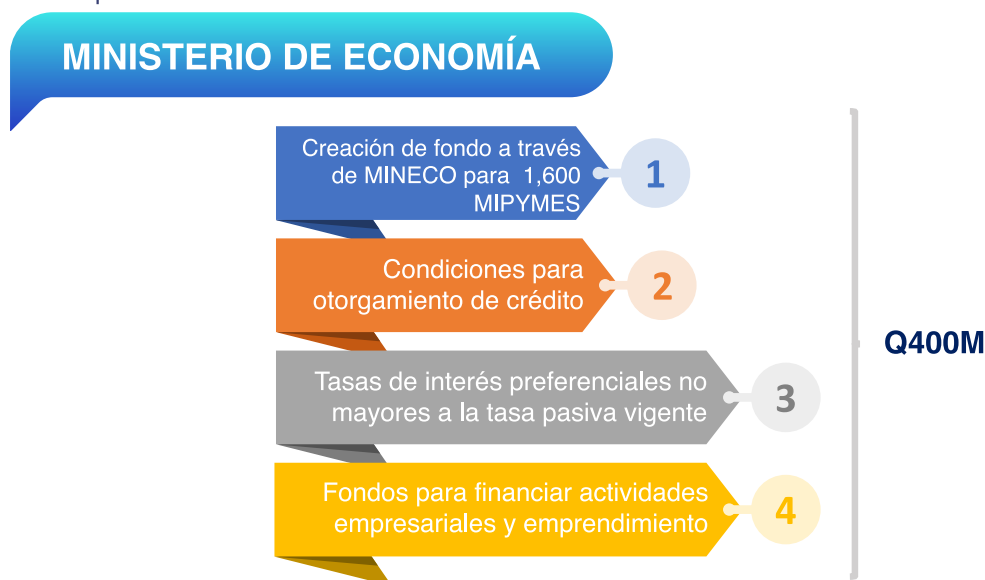 MINISTERIO DE ECONOMÍA
Creación de fondo a través
de MINECO para 1,600
MIPYMES
1
Condiciones para
otorgamiento de crédito
2
Tasas de interés preferenciales no
mayores a la tasa pasiva vigente
3
Fondos para financiar actividades
empresariales y emprendimiento
4
Q400M